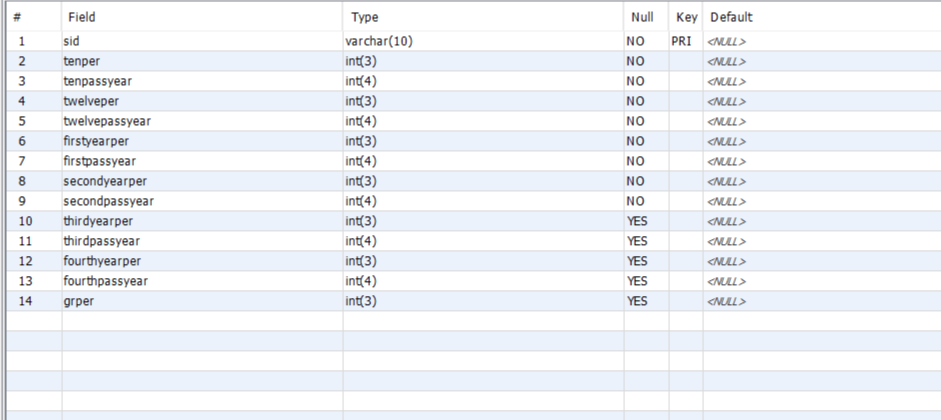 # Field Type Null Key Default
1 sid varchar(10) NO PRI <NULL>
2 tenper int(3) NO <NULL>
3 tenpassyear int(4) NO <NULL>
4 twelveper int(3) NO <NULL>
5 twelvepassyear int(4) NO <NULL>
6 firstyearper int(3) NO <NULL>
7 firstpassyear int(4) NO <NULL>
8 secondyearper int(3) NO <NULL>
9 secondpassyear int(4) NO <NULL>
10 thirdyearper int(3) YES <NULL>
11 thirdpassyear int(4) YES <NULL>
12 fourthyearper int(3) YES <NULL>
13 fourthpassyear int(4) YES <NULL>
14 grper int(3) YES <NULL>